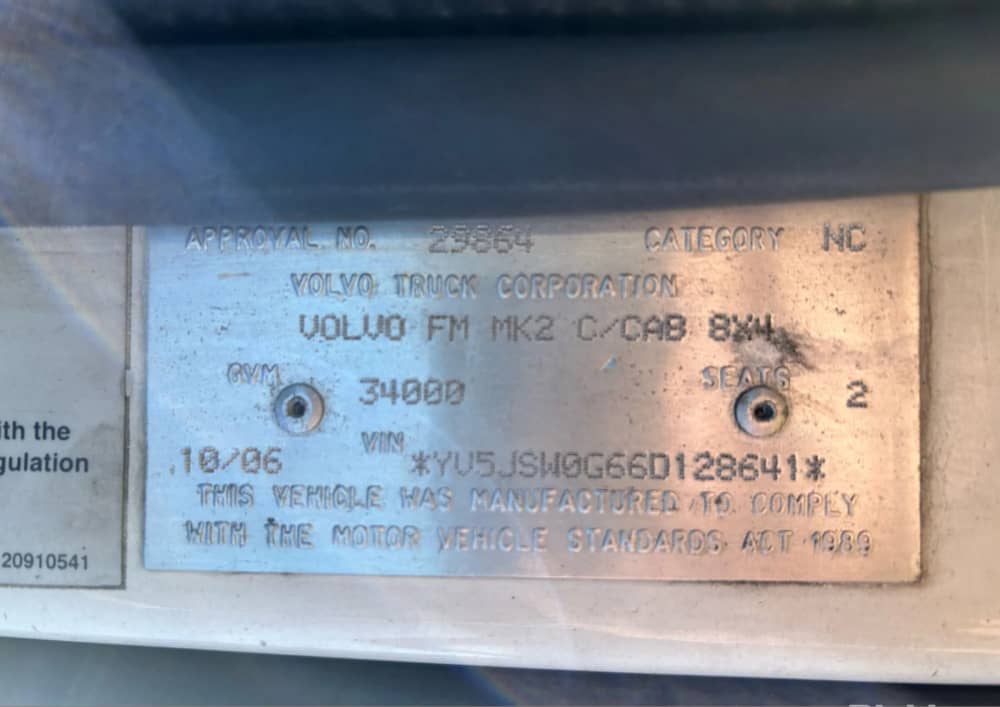 APPROVAL NO. 29864 CATEGORY NC
VOLVO TRUCK CORPORATION
VOLVO FM MK2 C/CAB 8X4
GVM 34000 SEATS 2
VIN
10/06 *YV5JSW0G66D128641*
THIS VEHICLE WAS MANUFACTURED TO COMPLY
WITH THE MOTOR VEHICLE STANDARDS ACT 1989
ith the
gulation
20910541